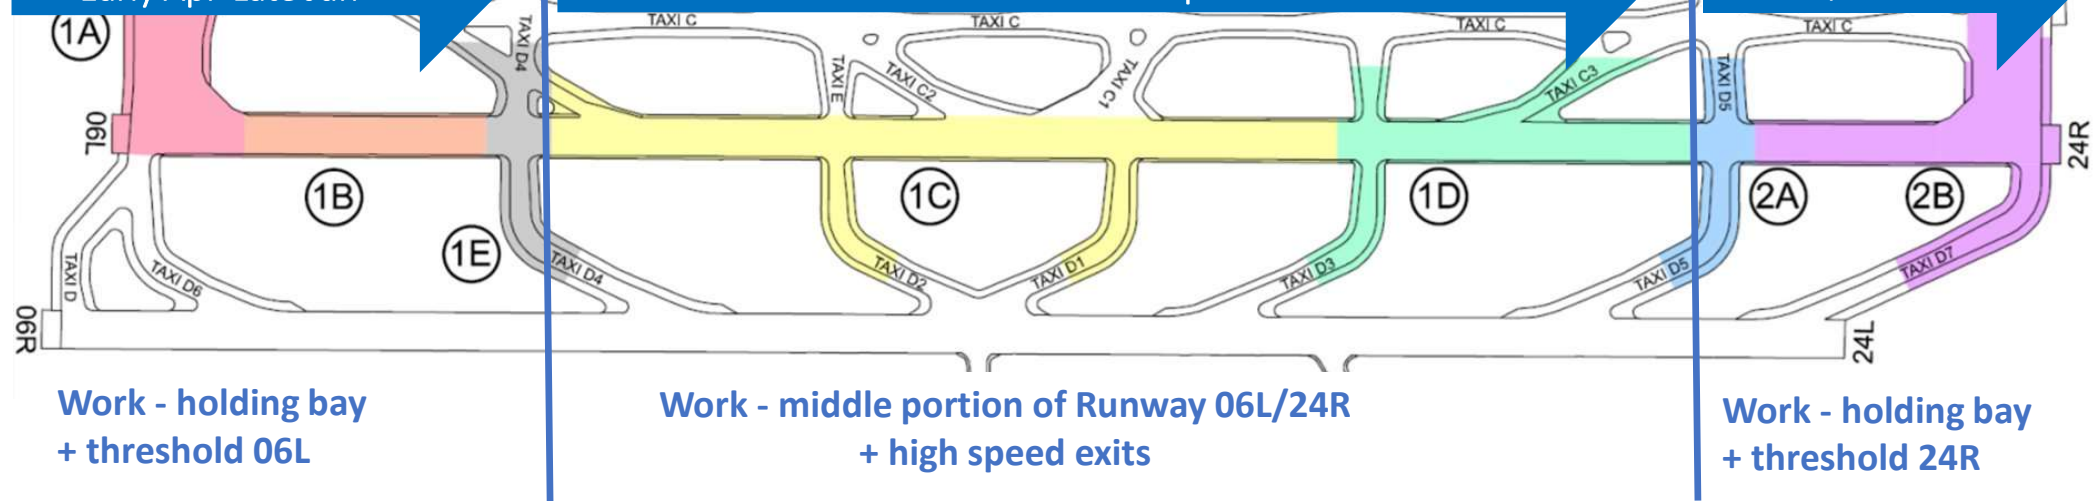 1A
TAXI D4
TAXI C
TAXI C
TAXI C
TAXI C
TAXI E
TAXI C2
TAXI C1
TAXI C3
TAXI D5
06L
24R
1B
1C
1D
2A
2B
1E
TAXI D
TAXI D6
TAXI D4
TAXI D2
TAXI D1
TAXI D3
TAXI D5
TAXI D7
06R
24L
Work - holding bay
+ threshold 06L
Work - middle portion of Runway 06L/24R
+ high speed exits
Work - holding bay
+ threshold 24R